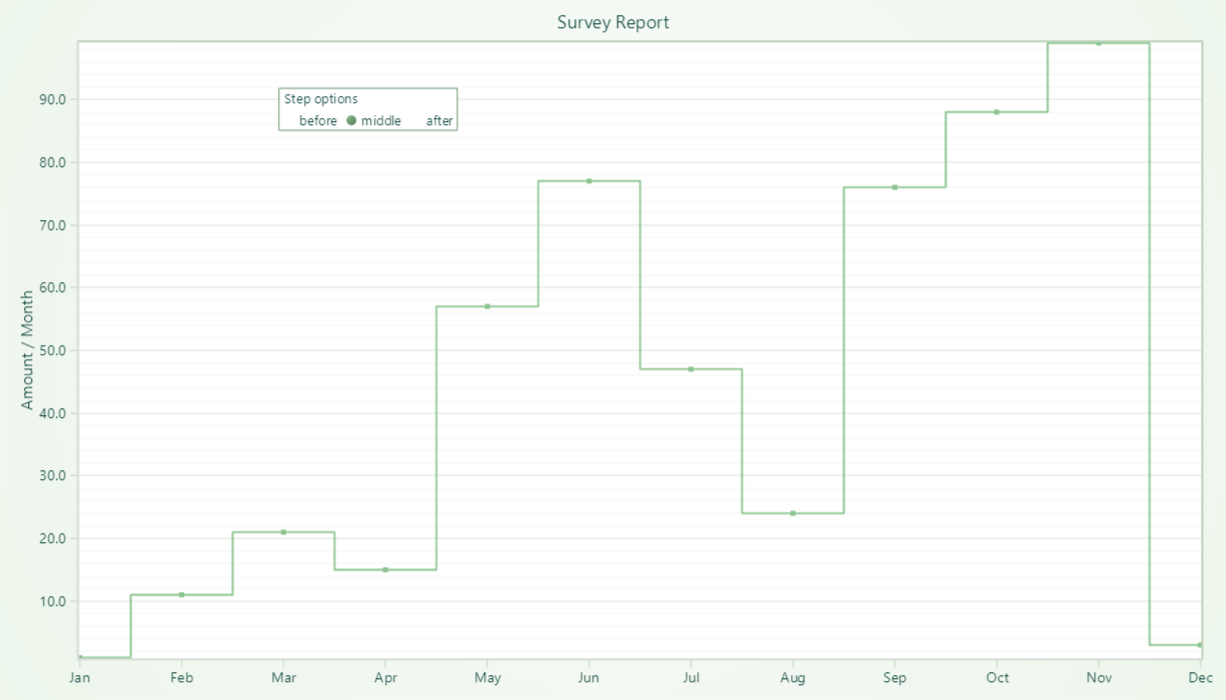 Survey Report
Step options
before middle after
Amount / Month
90.0
80.0
70.0
60.0
50.0
40.0
30.0
20.0
10.0
Jan Feb Mar Apr May Jun Jul Aug Sep Oct Nov Dec